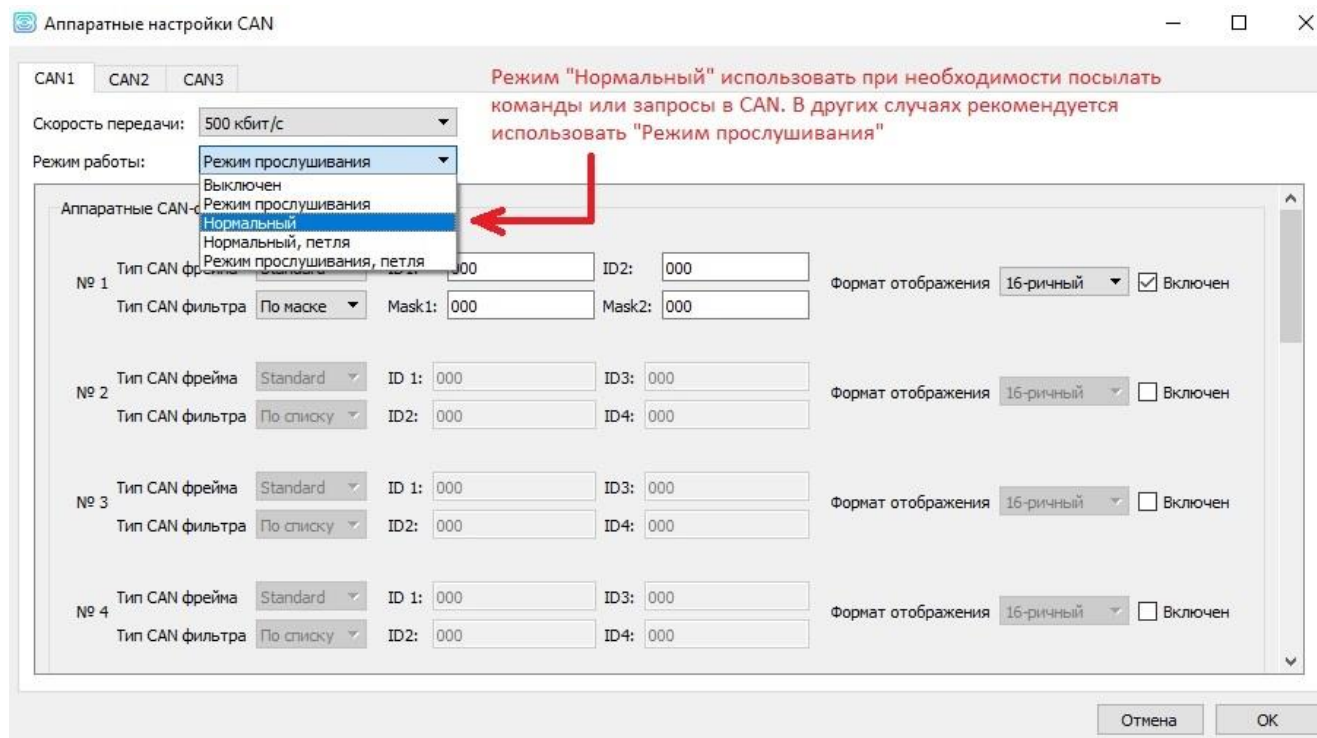 Аппаратные настройки CAN
CAN1 CAN2 CAN3
Режим "Нормальный" использовать при необходимости посылать
команды или запросы в CAN. В других случаях рекомендуется
использовать "Режим прослушивания"
Скорость передачи: 500 кбит/с
Режим работы: Режим прослушивания
Выключен
Режим прослушивания
Нормальный
Нормальный, петля
Режим прослушивания, петля
Аппаратные CAN-
№ 1 Тип CAN фрейма Standard 000 ID2: 000
Формат отображения 16-ричный Включен
Тип CAN фильтра По маске Mask1: 000 Mask2: 000
№ 2 Тип CAN фрейма Standard ID 1: 000 ID3: 000
Формат отображения 16-ричный Включен
Тип CAN фильтра По списку ID2: 000 ID4: 000
№ 3 Тип CAN фрейма Standard ID 1: 000 ID3: 000
Формат отображения 16-ричный Включен
Тип CAN фильтра По списку ID2: 000 ID4: 000
№ 4 Тип CAN фрейма Standard ID 1: 000 ID3: 000
Формат отображения 16-ричный Включен
Тип CAN фильтра По списку ID2: 000 ID4: 000
Отмена OK